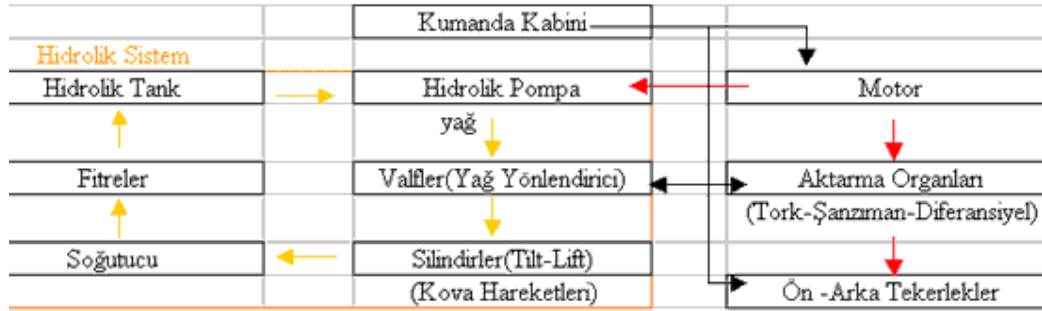 Kumanda Kabini
Hidrolik Sistem
Hidrolik Tank
Hidrolik Pompa
Motor
yağ
Fitreler
Valfler(Yağ Yönlendirici)
Aktarma Organları
(Tork-Şanzıman-Diferansiyel)
Soğutucu
Silindirler(Tilt-Lift)
(Kova Hareketleri)
Ön -Arka Tekerlekler